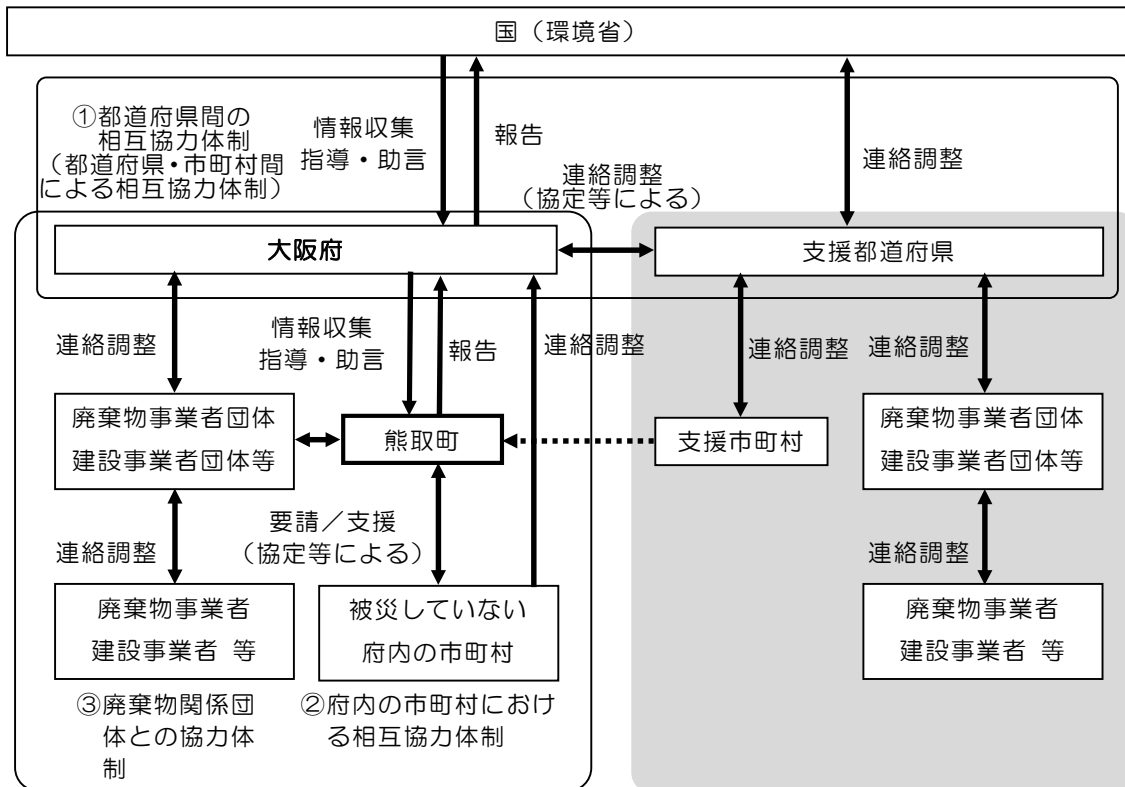 国（環境省）
①都道府県間の
相互協力体制
（都道府県・市町村間
による相互協力体制）
情報収集
指導・助言
報告
連絡調整
（協定等による）
連絡調整
大阪府
支援都道府県
連絡調整
情報収集
指導・助言
報告
連絡調整
連絡調整
連絡調整
廃棄物事業者団体
建設事業者団体等
熊取町
支援市町村
廃棄物事業者団体
建設事業者団体等
連絡調整
要請／支援
（協定等による）
連絡調整
廃棄物事業者
建設事業者 等
被災していない
府内の市町村
廃棄物事業者
建設事業者 等
③廃棄物関係団
体との協力体
制
②府内の市町村におけ
る相互協力体制